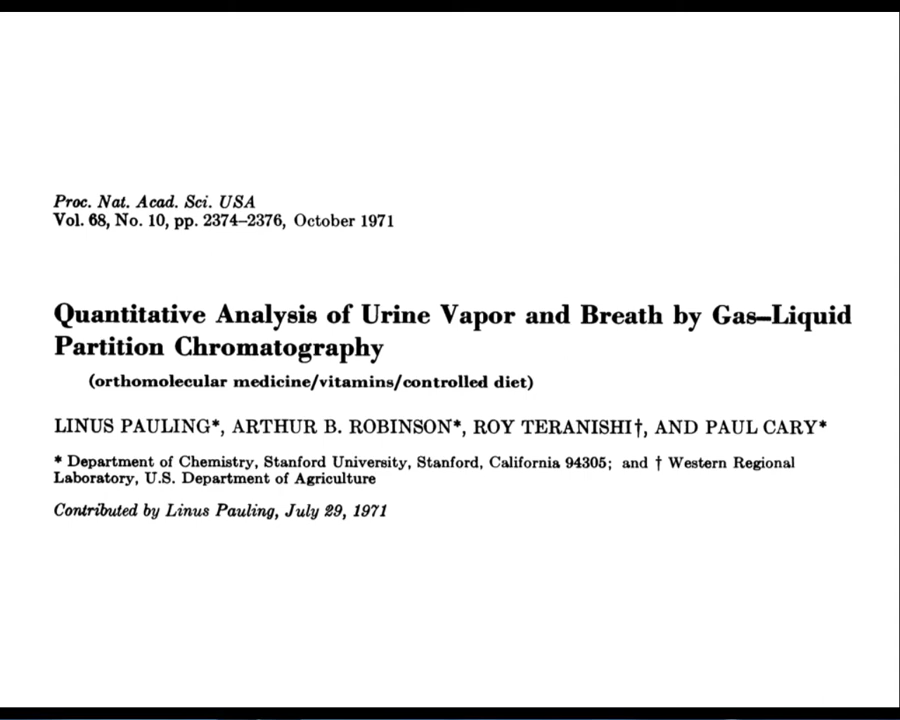 Proc. Nat. Acad. Sci. USA
Vol. 68, No. 10, pp. 2374–2376, October 1971
Quantitative Analysis of Urine Vapor and Breath by Gas–Liquid
Partition Chromatography
(orthomolecular medicine/vitamins/controlled diet)
LINUS PAULING*, ARTHUR B. ROBINSON*, ROY TERANISHI†, AND PAUL CARY*
* Department of Chemistry, Stanford University, Stanford, California 94305; and † Western Regional
Laboratory, U.S. Department of Agriculture
Contributed by Linus Pauling, July 29, 1971